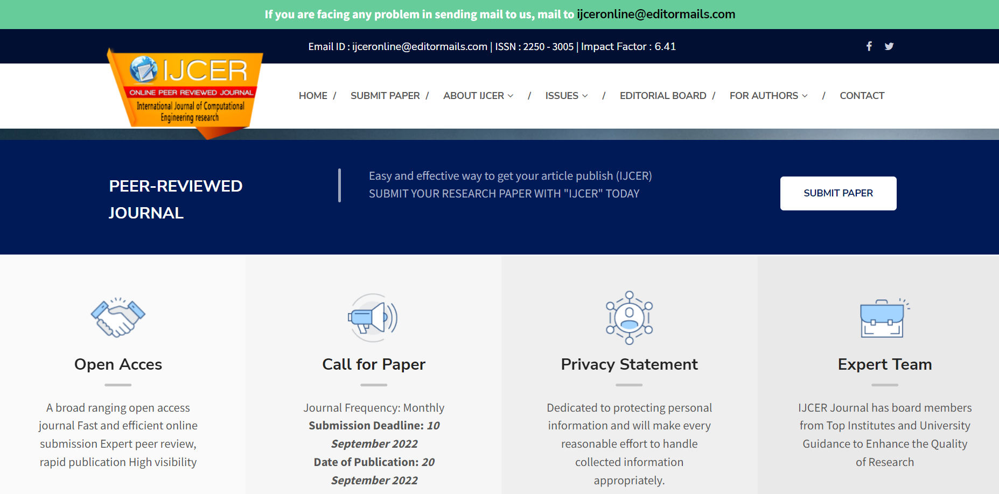 If you are facing any problem in sending mail to us, mail to ijceronline@editormails.com
Email ID : ijceronline@editormails.com | ISSN : 2250 - 3005 | Impact Factor : 6.41
IJCER
ONLINE PEER REVIEWED JOURNAL
International Journal of Computational
Engineering research
HOME / SUBMIT PAPER / ABOUT IJCER / ISSUES / EDITORIAL BOARD / FOR AUTHORS / CONTACT
PEER-REVIEWED
JOURNAL
Easy and effective way to get your article publish (IJCER)
SUBMIT YOUR RESEARCH PAPER WITH "IJCER" TODAY
SUBMIT PAPER
Open Acces
A broad ranging open access
journal Fast and efficient online
submission Expert peer review,
rapid publication High visibility
Call for Paper
Journal Frequency: Monthly
Submission Deadline: 10
September 2022
Date of Publication: 20
September 2022
Privacy Statement
Dedicated to protecting personal
information and will make every
reasonable effort to handle
collected information
appropriately.
Expert Team
IJCER Journal has board members
from Top Institutes and University
Guidance to Enhance the Quality
of Research